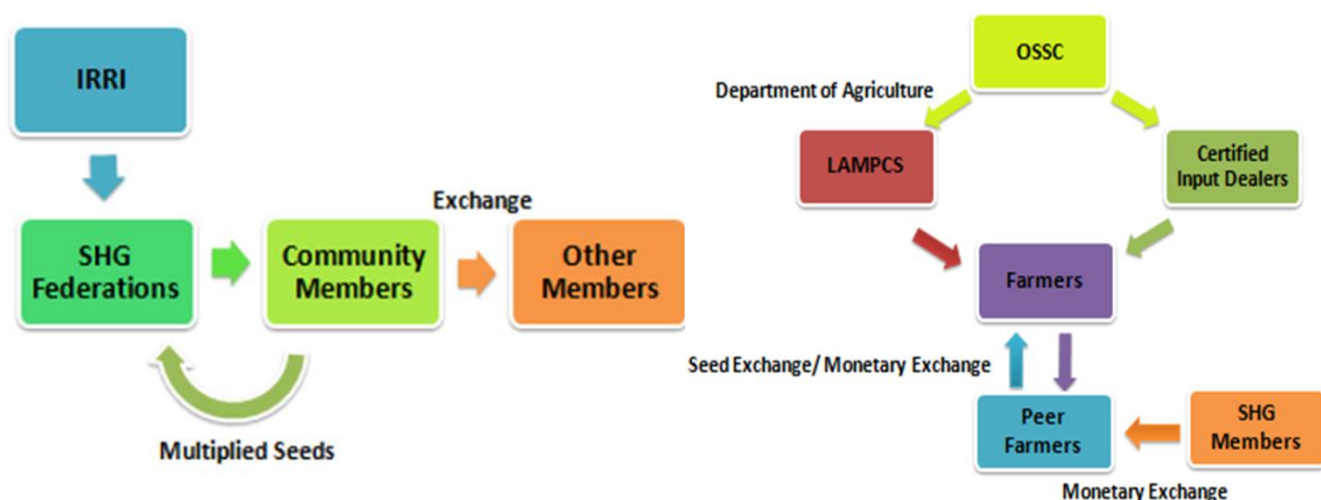 IRRI
SHG
Federations
Community
Members
Exchange
Other
Members
Multiplied Seeds
OSSC
Department of Agriculture
LAMPCS
Certified
Input Dealers
Farmers
Seed Exchange/ Monetary Exchange
Peer
Farmers
SHG
Members
Monetary Exchange